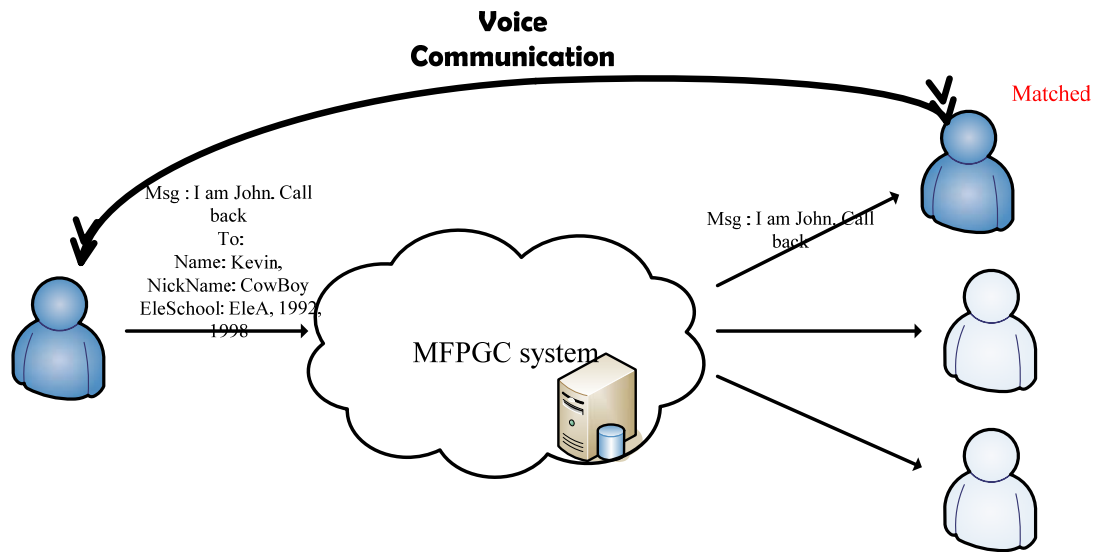 Voice
Communication
Matched
Msg : I am John. Call
back
To:
Name: Kevin,
NickName: CowBoy
EleSchool: EleA, 1992,
1998
Msg : I am John. Call
back
MFPGC system